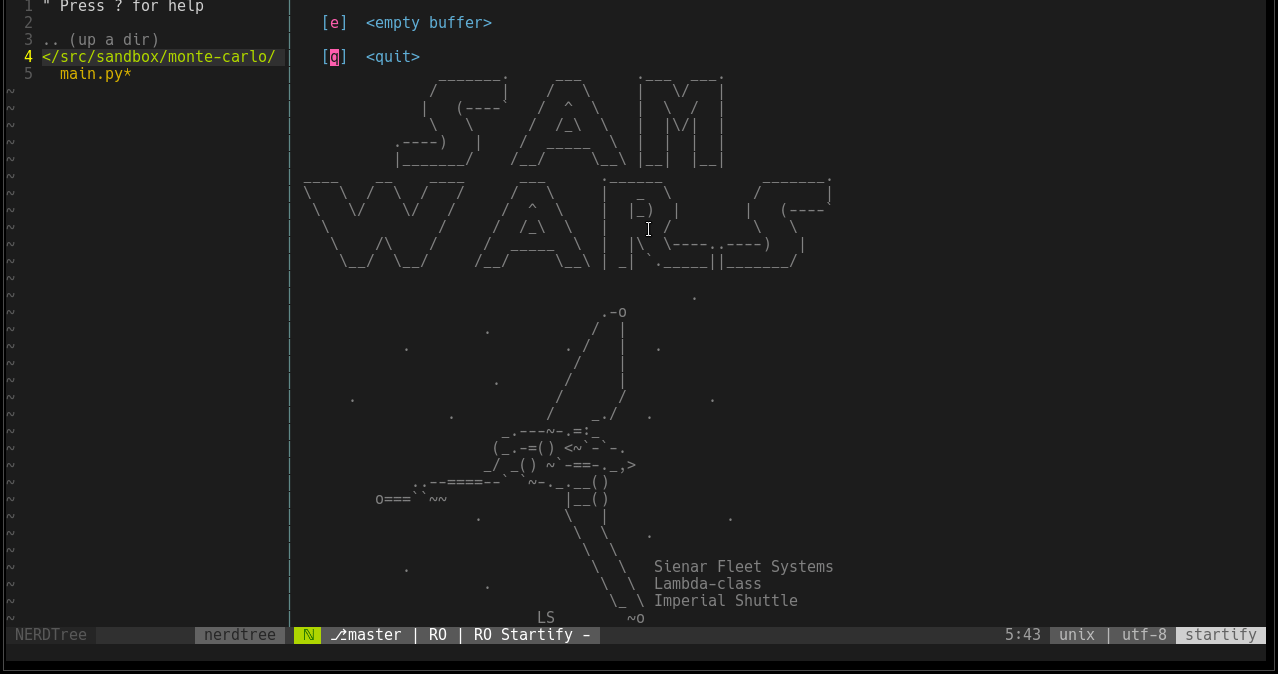 1 " Press ? for help
2
3 .. (up a dir)
4 </src/sandbox/monte-carlo/
5 main.py*
[e] <empty buffer>
[q] <quit>
SAM
WARS
Sienar Fleet Systems
Lambda-class
Imperial Shuttle
LS
NERDTree nerdtree N ⎇master | RO | RO Startify - 5:43 unix | utf-8 startify